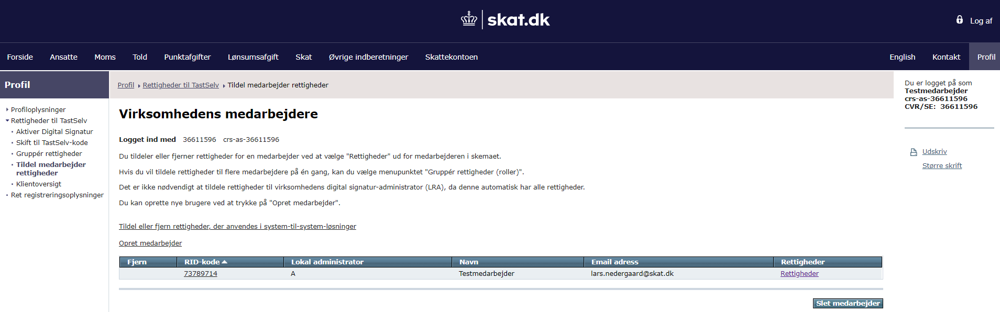 skat.dk
Log af
Forside Ansatte Moms Told Punktafgifter Lønsumsafgift Skat Øvrige indberetninger Skattekontoen English Kontakt Profil
Profil
Profiloplysninger
Rettigheder til TastSelv
Aktiver Digital Signatur
Skift til TastSelv-kode
Gruppér rettigheder
Tildel medarbejder
rettigheder
Klientoversigt
Ret registreringsoplysninger
Profil Rettigheder til TastSelv Tildel medarbejder rettigheder
Virksomhedens medarbejdere
Logget ind med 36611596 crs-as-36611596
Du tildeler eller fjerner rettigheder for en medarbejder ved at vælge "Rettigheder" ud for medarbejderen i skemaet.
Hvis du vil tildele rettigheder til flere medarbejdere på én gang, kan du vælge menupunktet "Gruppér rettigheder (roller)".
Det er ikke nødvendigt at tildele rettigheder til virksomhedens digital signatur-administrator (LRA), da denne automatisk har alle rettigheder.
Du kan oprette nye brugere ved at trykke på "Opret medarbejder".
Tildel eller fjern rettigheder, der anvendes i system-til-system-løsninger
Opret medarbejder
Fjern RID-kode Lokal administrator Navn Email adress Rettigheder
73789714 A Testmedarbejder lars.nedergaard@skat.dk Rettigheder
Slet medarbejder
Du er logget på som
Testmedarbejder
crs-as-36611596
CVR/SE: 36611596
Udskriv
Større skrift